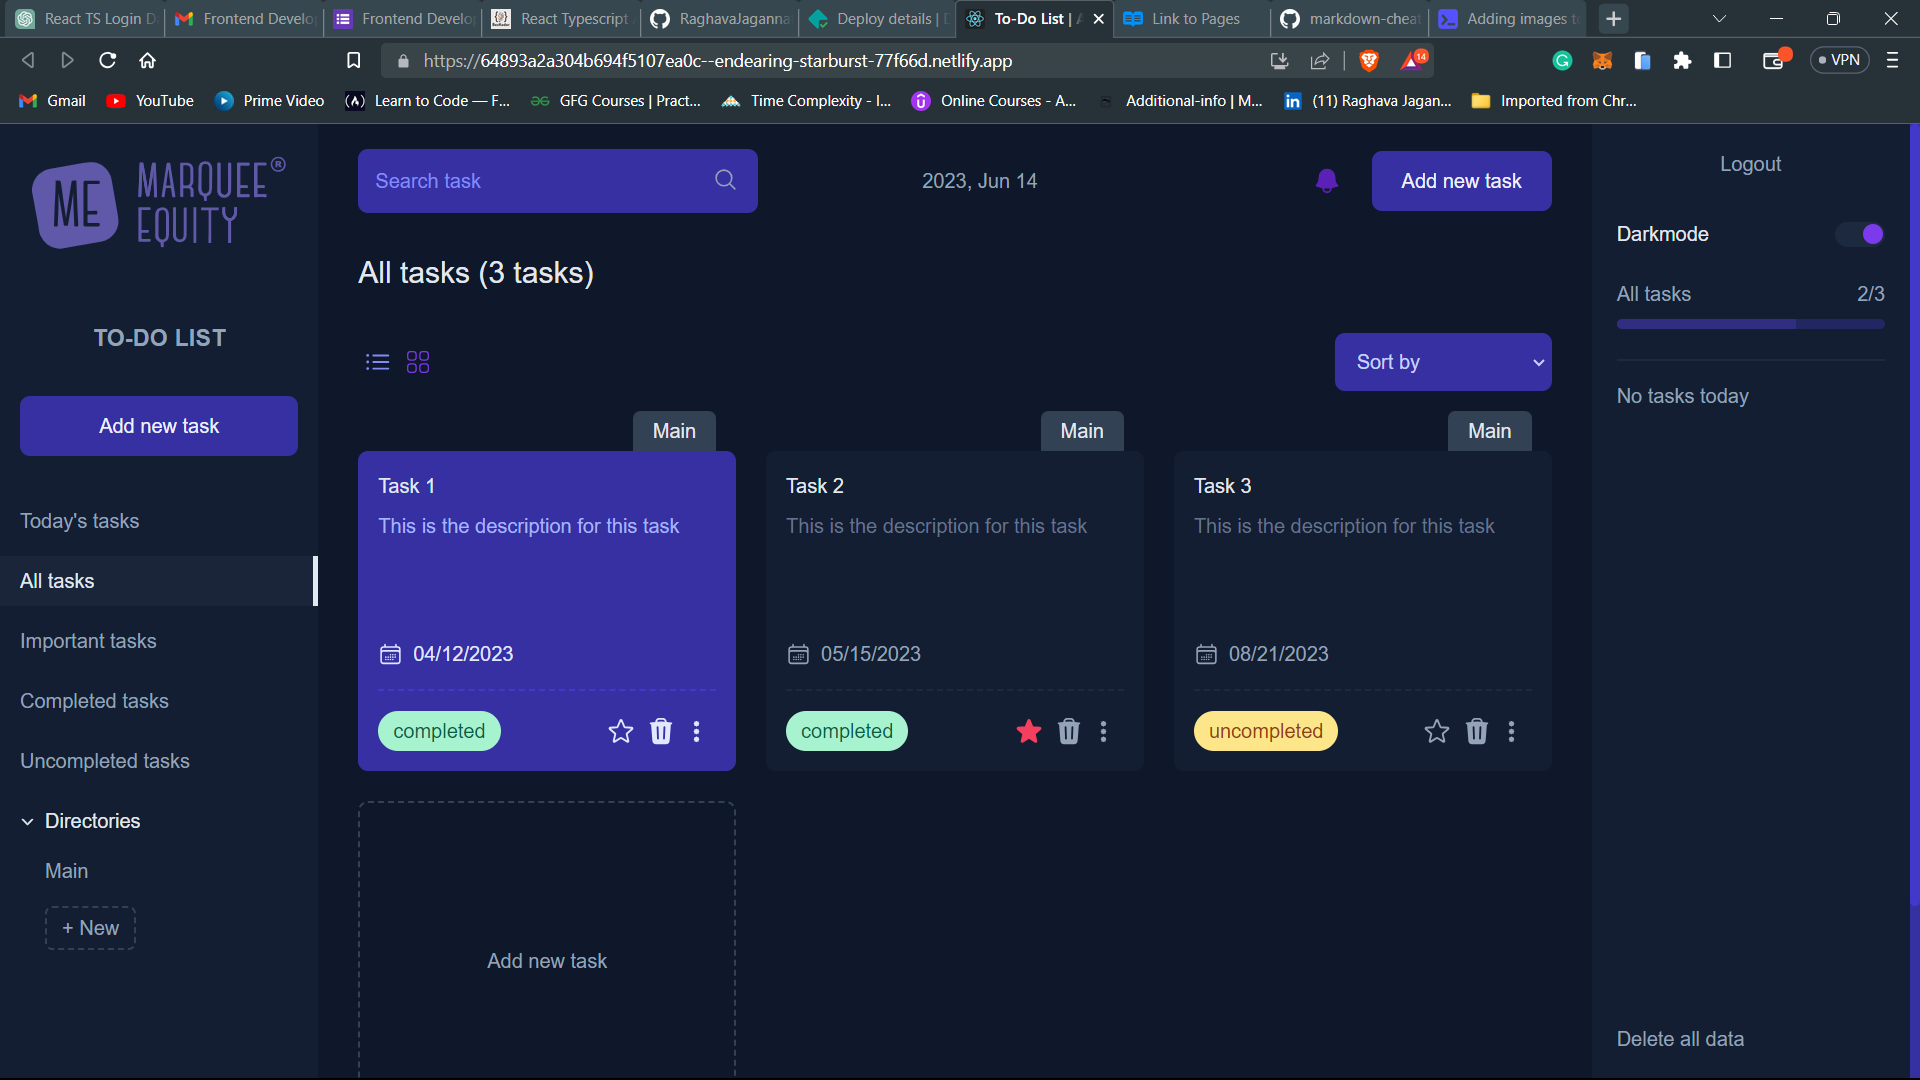 React TS Login D
Frontend Develop
Frontend Develop
React Typescript
RaghavaJaganna
Deploy details |
To-Do List |
Link to Pages
markdown-cheat
Adding images to
https://64893a2a304b694f5107ea0c--endearing-starburst-77f66d.netlify.app
14
VPN
Gmail
YouTube
Prime Video
Learn to Code — F...
GFG Courses | Pract...
Time Complexity - I...
Online Courses - A...
Additional-info | M...
(11) Raghava Jagan...
Imported from Chr...
ME MARQUEE®
EQUITY
TO-DO LIST
Add new task
Today's tasks
All tasks
Important tasks
Completed tasks
Uncompleted tasks
Directories
Main
+ New
Search task
2023, Jun 14
Add new task
All tasks (3 tasks)
Sort by
Main
Task 1
This is the description for this task
04/12/2023
completed
Main
Task 2
This is the description for this task
05/15/2023
completed
Main
Task 3
This is the description for this task
08/21/2023
uncompleted
Add new task
Logout
Darkmode
All tasks 2/3
No tasks today
Delete all data